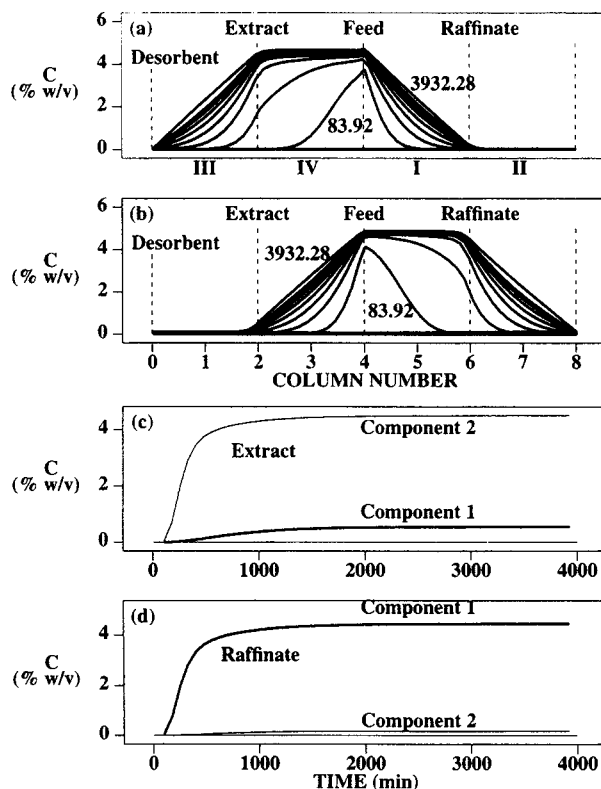 (a) Extract Feed Raffinate
Desorbent
C
(% w/v)
4
2
0
3932.28
83.92
III IV I II
(b) Extract Feed Raffinate
Desorbent
C
(% w/v)
4
2
0
3932.28
83.92
0 1 2 3 4 5 6 7 8
COLUMN NUMBER
(c)
C
(% w/v)
4
2
0
Component 2
Extract
Component 1
0 1000 2000 3000 4000
(d)
C
(% w/v)
4
2
0
Component 1
Raffinate
Component 2
0 1000 2000 3000 4000
TIME (min)